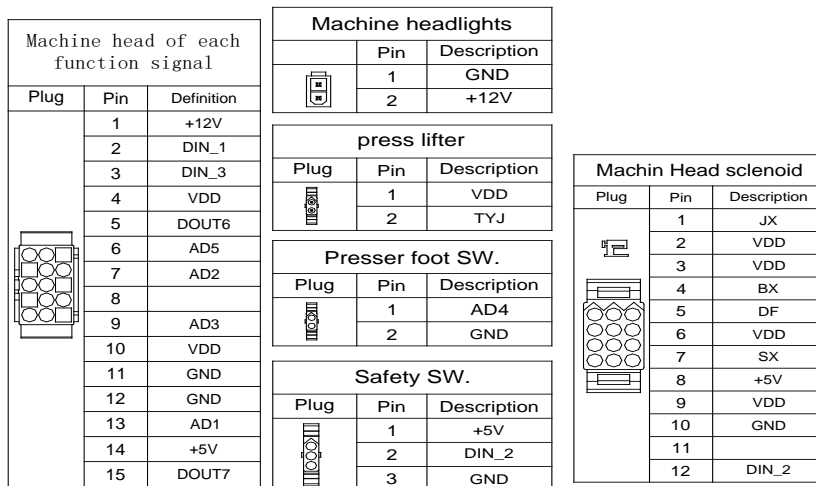 Machine head of each
function signal
Plug Pin Definition
1 +12V
2 DIN_1
3 DIN_3
4 VDD
5 DOUT6
6 AD5
7 AD2
8
9 AD3
10 VDD
11 GND
12 GND
13 AD1
14 +5V
15 DOUT7
Machine headlights
Pin Description
1 GND
2 +12V
press lifter
Plug Pin Description
1 VDD
2 TYJ
Presser foot SW.
Plug Pin Description
1 AD4
2 GND
Safety SW.
Plug Pin Description
1 +5V
2 DIN_2
3 GND
Machin Head sclenoid
Plug Pin Description
1 JX
2 VDD
3 VDD
4 BX
5 DF
6 VDD
7 SX
8 +5V
9 VDD
10 GND
11
12 DIN_2